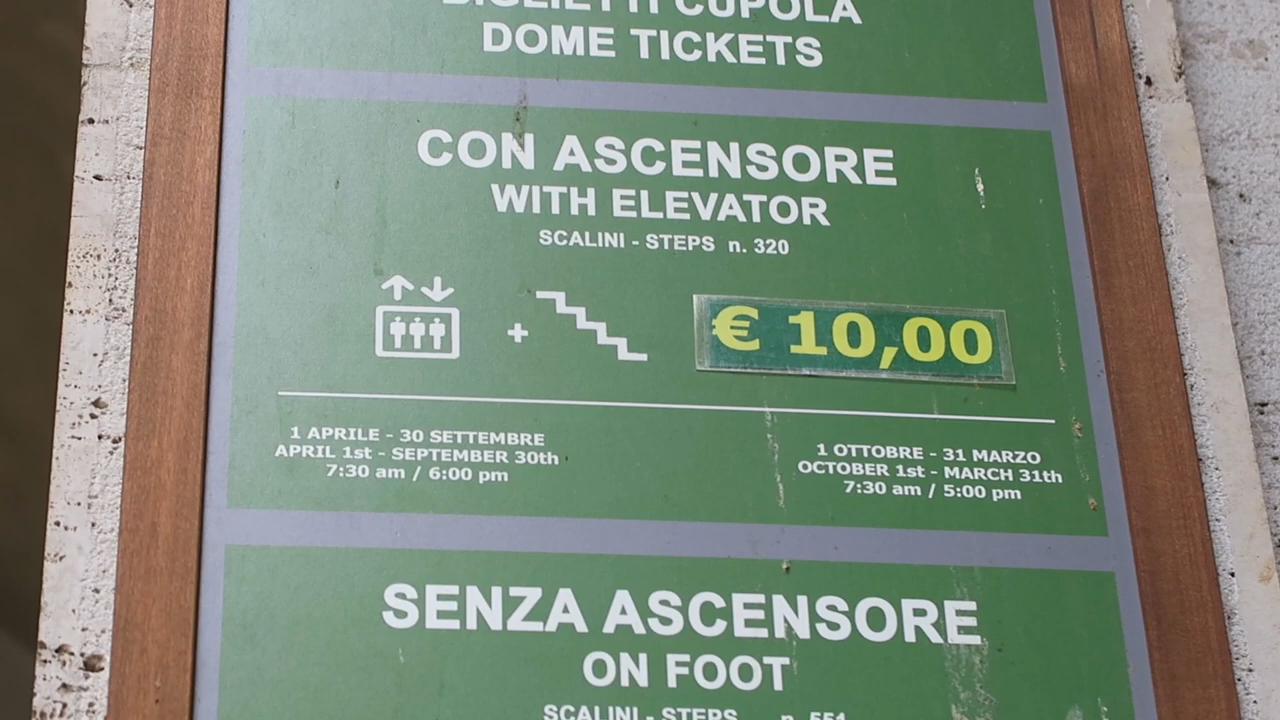 BIGLIETTI CUPOLA
DOME TICKETS
CON ASCENSORE
WITH ELEVATOR
SCALINI - STEPS n. 320
+
€ 10,00
1 APRILE - 30 SETTEMBRE
APRIL 1st - SEPTEMBER 30th
7:30 am / 6:00 pm
1 OTTOBRE - 31 MARZO
OCTOBER 1st - MARCH 31th
7:30 am / 5:00 pm
SENZA ASCENSORE
ON FOOT
SCALINI - STEPS n. 551